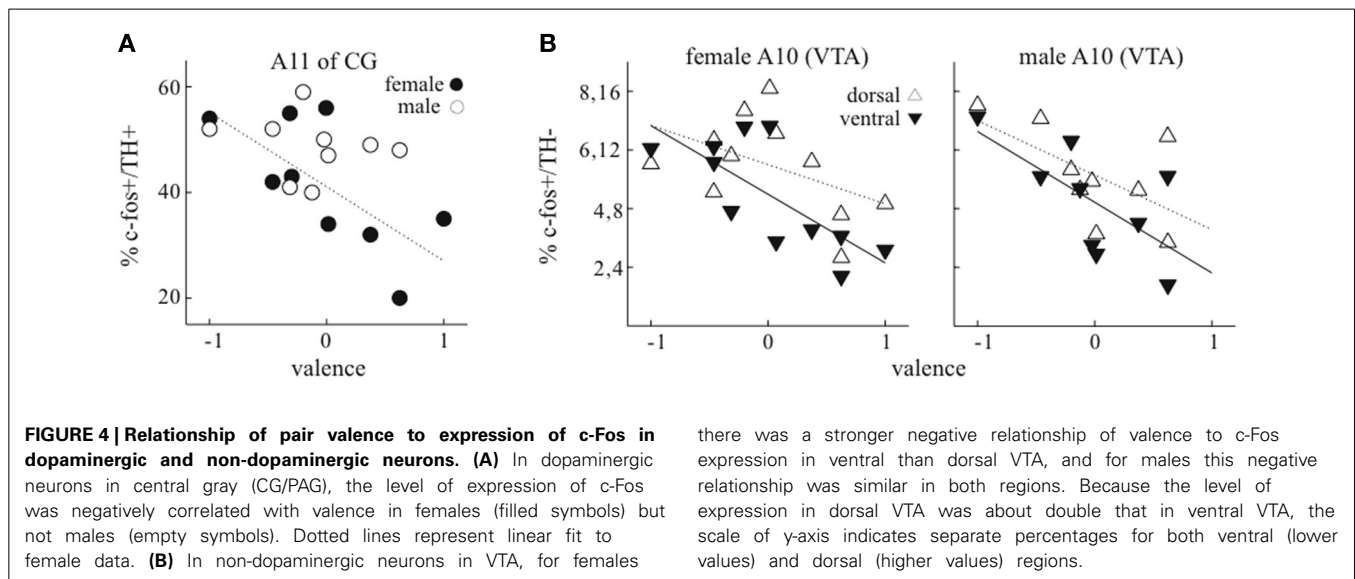 A
A11 of CG
female
male
60
40
20
% c-fos+/TH+
-1 0 1
valence
B
female A10 (VTA)
male A10 (VTA)
dorsal
ventral
8,16
6,12
4,8
2,4
% c-fos+/TH-
-1 0 1
-1 0 1
valence
FIGURE 4 | Relationship of pair valence to expression of c-Fos in
dopaminergic and non-dopaminergic neurons. (A) In dopaminergic
neurons in central gray (CG/PAG), the level of expression of c-Fos
was negatively correlated with valence in females (filled symbols) but
not males (empty symbols). Dotted lines represent linear fit to
female data. (B) In non-dopaminergic neurons in VTA, for females
there was a stronger negative relationship of valence to c-Fos
expression in ventral than dorsal VTA, and for males this negative
relationship was similar in both regions. Because the level of
expression in dorsal VTA was about double that in ventral VTA, the
scale of y-axis indicates separate percentages for both ventral (lower
values) and dorsal (higher values) regions.